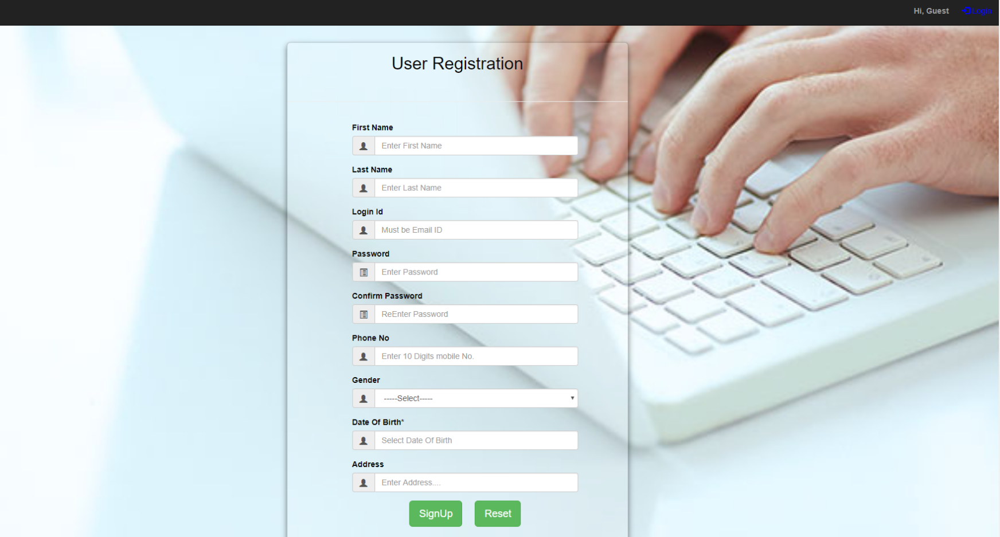 Hi, Guest Login
User Registration
First Name
Enter First Name
Last Name
Enter Last Name
Login Id
Must be Email ID
Password
Enter Password
Confirm Password
ReEnter Password
Phone No
Enter 10 Digits mobile No.
Gender
-----Select-----
Date Of Birth*
Select Date Of Birth
Address
Enter Address....
SignUp Reset